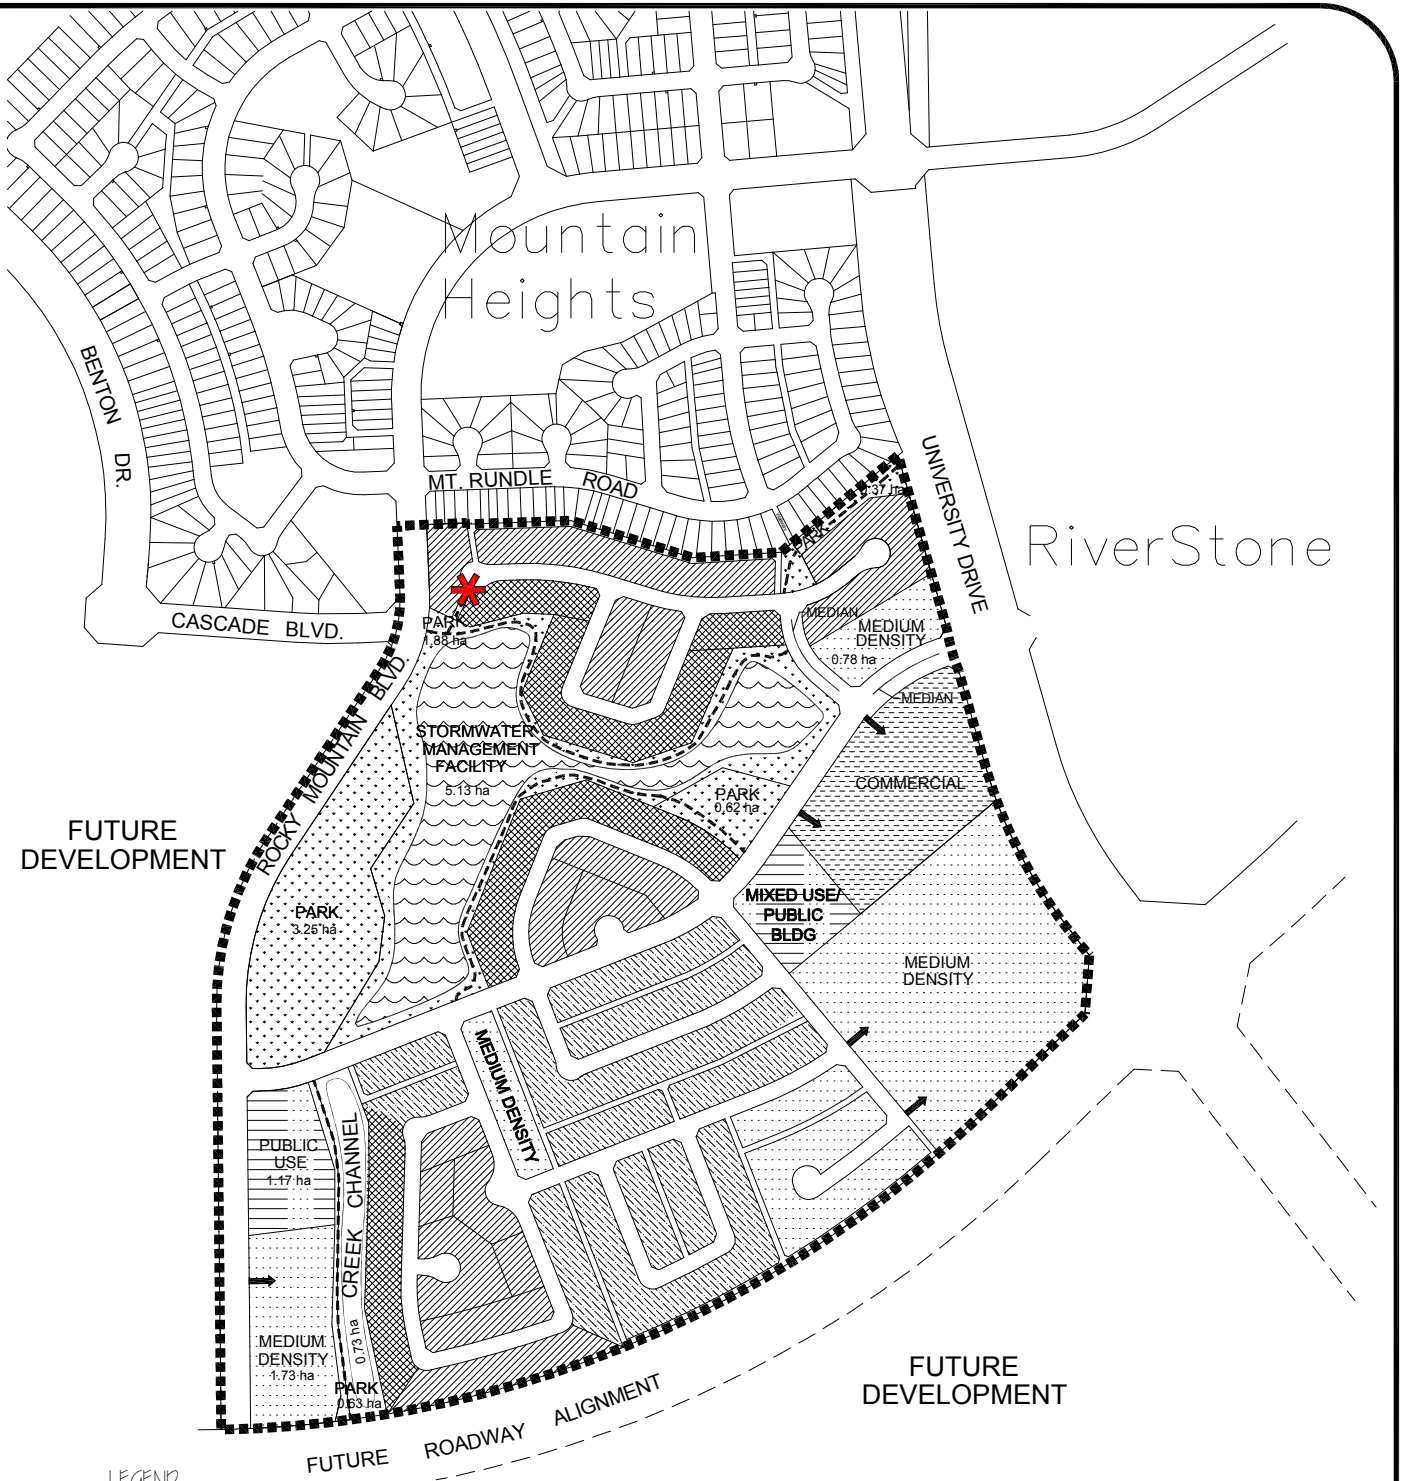 Mountain
Heights
BENTON DR.
MT. RUNDLE ROAD
UNIVERSITY DRIVE
RiverStone
CASCADE BLVD.
37 ha
PARK
PARK
1.88 ha
MEDIAN
MEDIUM
DENSITY
0.78 ha
MEDIAN
ROCKY MOUNTAIN BLVD.
STORMWATER
MANAGEMENT
FACILITY
5.13 ha
COMMERCIAL
PARK
0.62 ha
FUTURE
DEVELOPMENT
PARK
3.25 ha
MIXED USE/
PUBLIC
BLDG
MEDIUM
DENSITY
MEDIUM DENSITY
PUBLIC
USE
1.17 ha
CREEK CHANNEL
0.73 ha
MEDIUM
DENSITY
1.73 ha
PARK
0.63 ha
FUTURE
DEVELOPMENT
FUTURE ROADWAY ALIGNMENT
LEGEND